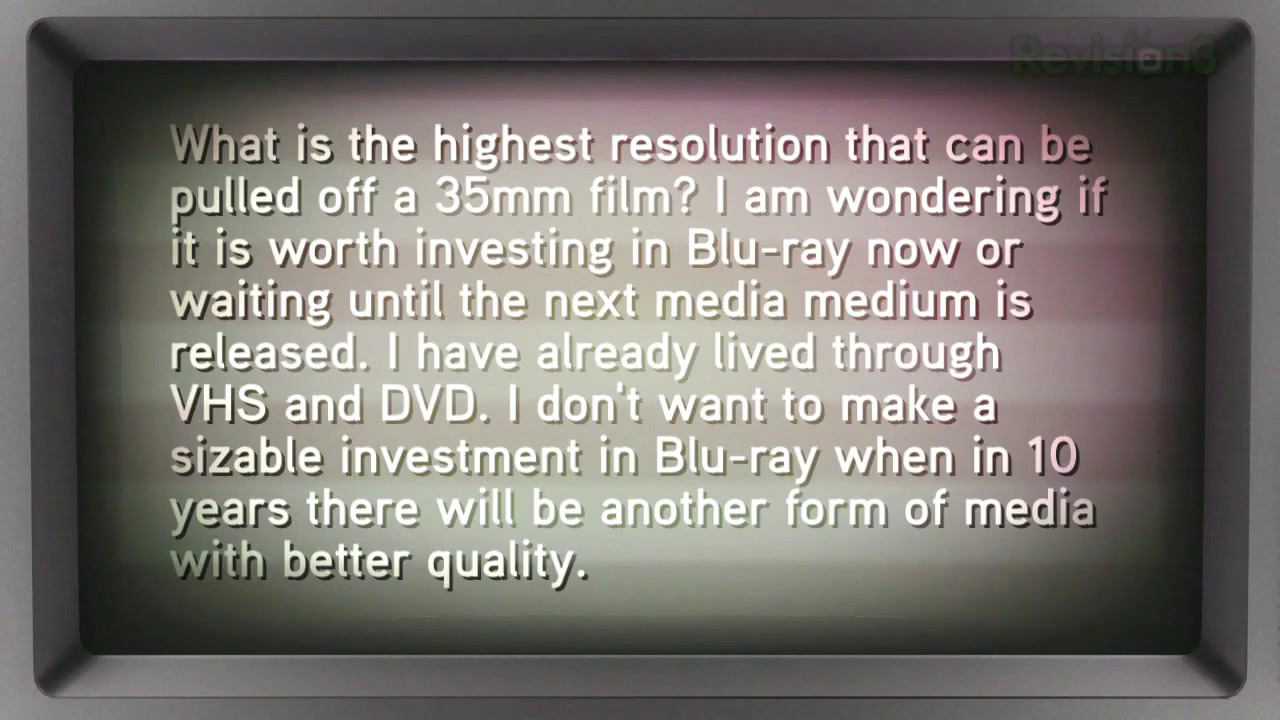 Revision3
What is the highest resolution that can be
pulled off a 35mm film? I am wondering if
it is worth investing in Blu-ray now or
waiting until the next media medium is
released. I have already lived through
VHS and DVD. I don't want to make a
sizable investment in Blu-ray when in 10
years there will be another form of media
with better quality.